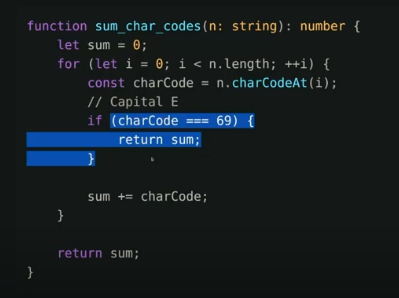 function sum_char_codes(n: string): number {
    let sum = 0;
    for (let i = 0; i < n.length; ++i) {
        const charCode = n.charCodeAt(i);
        // Capital E
        if (charCode === 69) {
            return sum;
        }

        sum += charCode;
    }

    return sum;
}